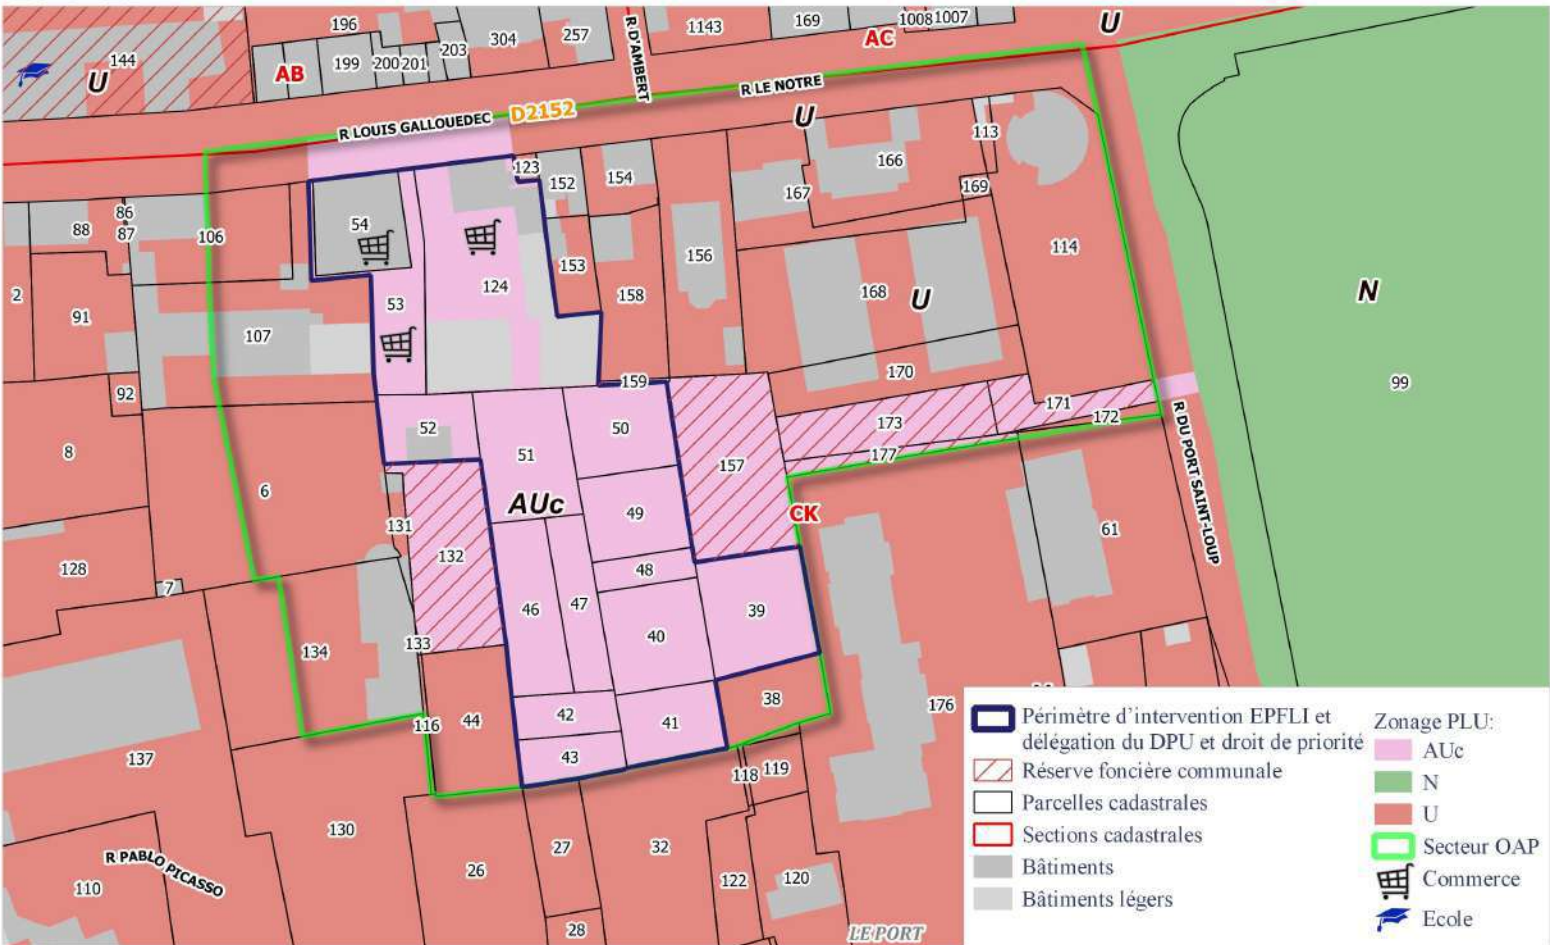 196
304
257
1143
169
1008
1007
U
144
U
AB
199
200
201
203
R D'AMBERT
AC
R LE NOTRE
D2152
R LOUIS GALLOUEDEC
U
113
123
152
154
166
167
169
54
86
88
87
106
114
153
156
124
2
91
53
158
168
U
N
107
170
99
159
92
52
50
173
171
172
8
51
157
177
6
AUc
49
CK
R DU PORT SAINT-LOUP
131
61
132
128
48
7
46
47
39
40
133
134
38
176
116
44
42
41
43
137
118
119
130
27
32
26
R PABLO PICASSO
110
122
120
28
LE PORT
Périmètre d'intervention EPFLI et
délégation du DPU et droit de priorité
Réserve foncière communale
Parcelles cadastrales
Sections cadastrales
Bâtiments
Bâtiments légers
Zonage PLU:
AUc
N
U
Secteur OAP
Commerce
Ecole